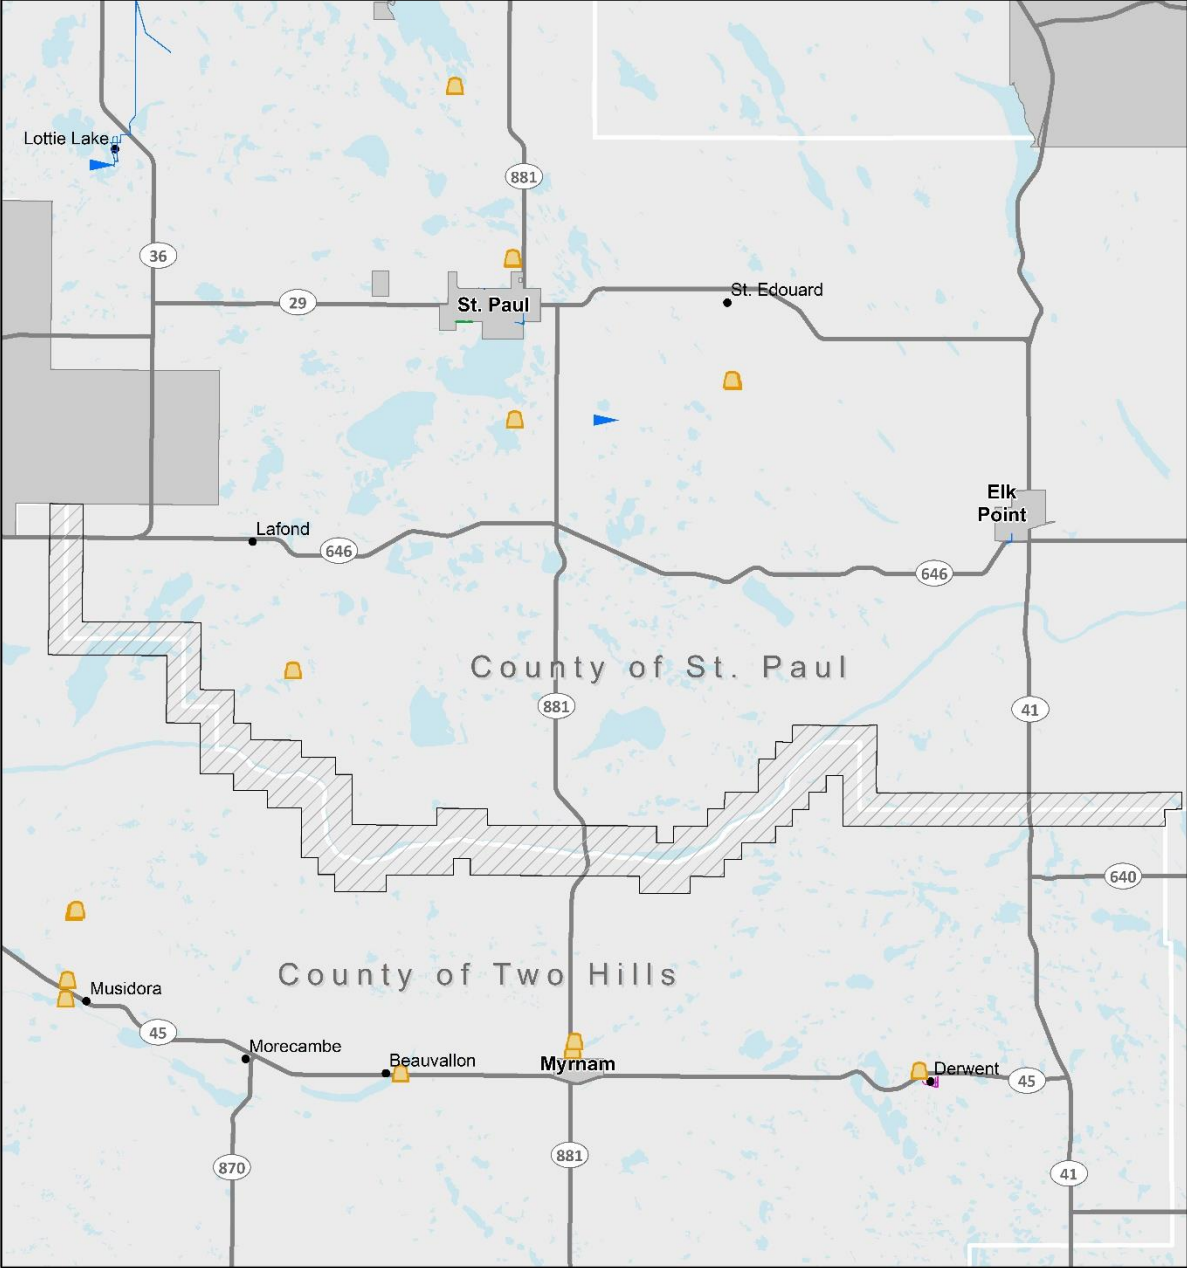 Lottie Lake
881
36
29
St. Paul
St. Edouard
Elk
Point
Lafond
646
646
County of St. Paul
881
41
640
County of Two Hills
Musidora
45
Morecambe
Beauvallon
Myrnam
Derwent
45
881
870
41